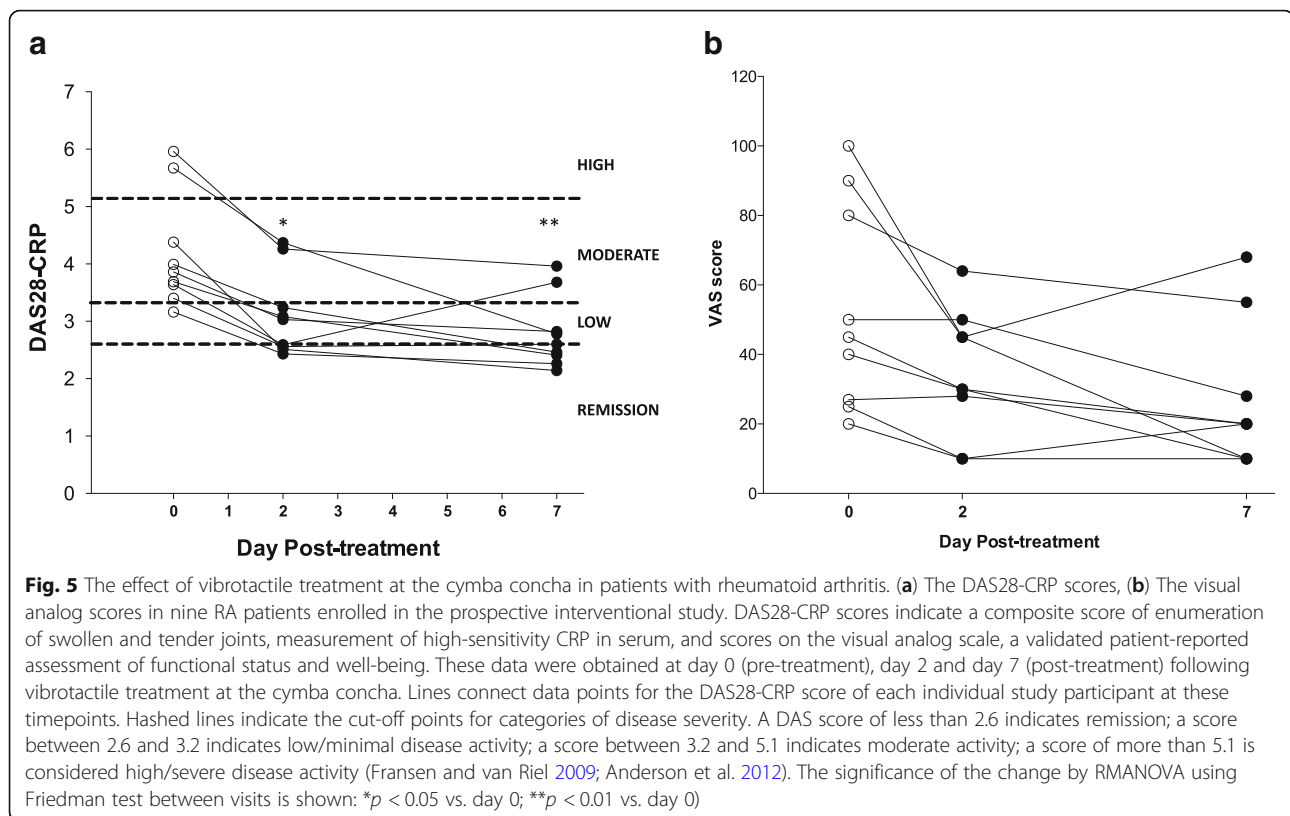 a
b
7
6
5
4
3
2
1
0
DAS28-CRP
* **
HIGH
MODERATE
LOW
REMISSION
0 1 2 3 4 5 6 7
Day Post-treatment
120
100
80
60
40
20
0
VAS score
0 2 7
Day Post-treatment
Fig. 5 The effect of vibrotactile treatment at the cymba concha in patients with rheumatoid arthritis. (a) The DAS28-CRP scores, (b) The visual
analog scores in nine RA patients enrolled in the prospective interventional study. DAS28-CRP scores indicate a composite score of enumeration
of swollen and tender joints, measurement of high-sensitivity CRP in serum, and scores on the visual analog scale, a validated patient-reported
assessment of functional status and well-being. These data were obtained at day 0 (pre-treatment), day 2 and day 7 (post-treatment) following
vibrotactile treatment at the cymba concha. Lines connect data points for the DAS28-CRP score of each individual study participant at these
timepoints. Hashed lines indicate the cut-off points for categories of disease severity. A DAS score of less than 2.6 indicates remission; a score
between 2.6 and 3.2 indicates low/minimal disease activity; a score between 3.2 and 5.1 indicates moderate activity; a score of more than 5.1 is
considered high/severe disease activity (Fransen and van Riel 2009; Anderson et al. 2012). The significance of the change by RMANOVA using
Friedman test between visits is shown: *p < 0.05 vs. day 0; **p < 0.01 vs. day 0)